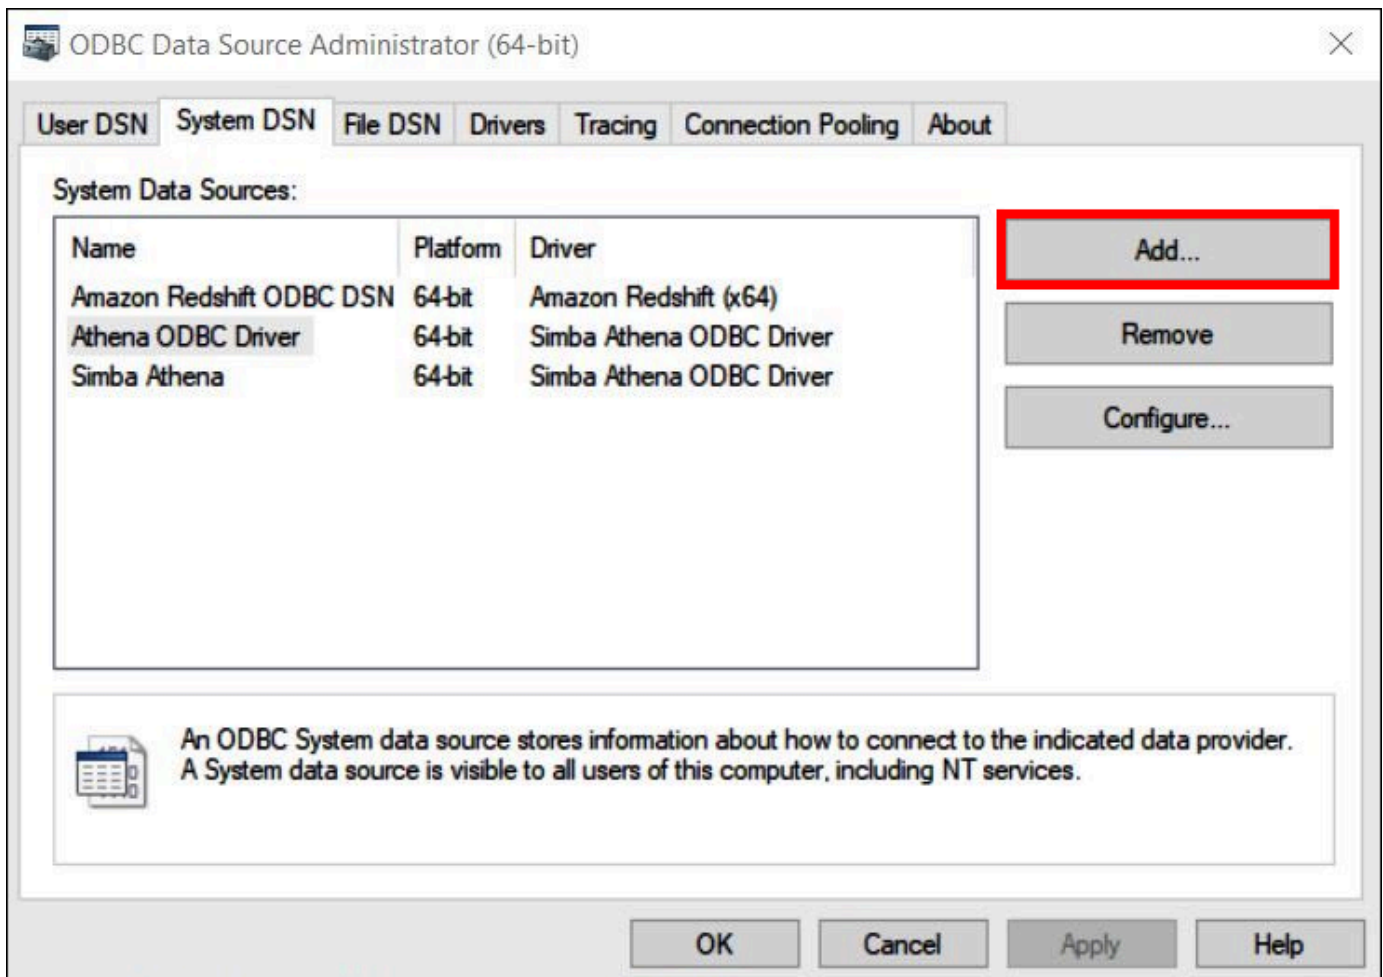 ODBC Data Source Administrator (64-bit)
User DSN System DSN File DSN Drivers Tracing Connection Pooling About
System Data Sources:
Name Platform Driver
Amazon Redshift ODBC DSN 64-bit Amazon Redshift (x64)
Athena ODBC Driver 64-bit Simba Athena ODBC Driver
Simba Athena 64-bit Simba Athena ODBC Driver
Add...
Remove
Configure...
An ODBC System data source stores information about how to connect to the indicated data provider.
A System data source is visible to all users of this computer, including NT services.
OK Cancel Apply Help